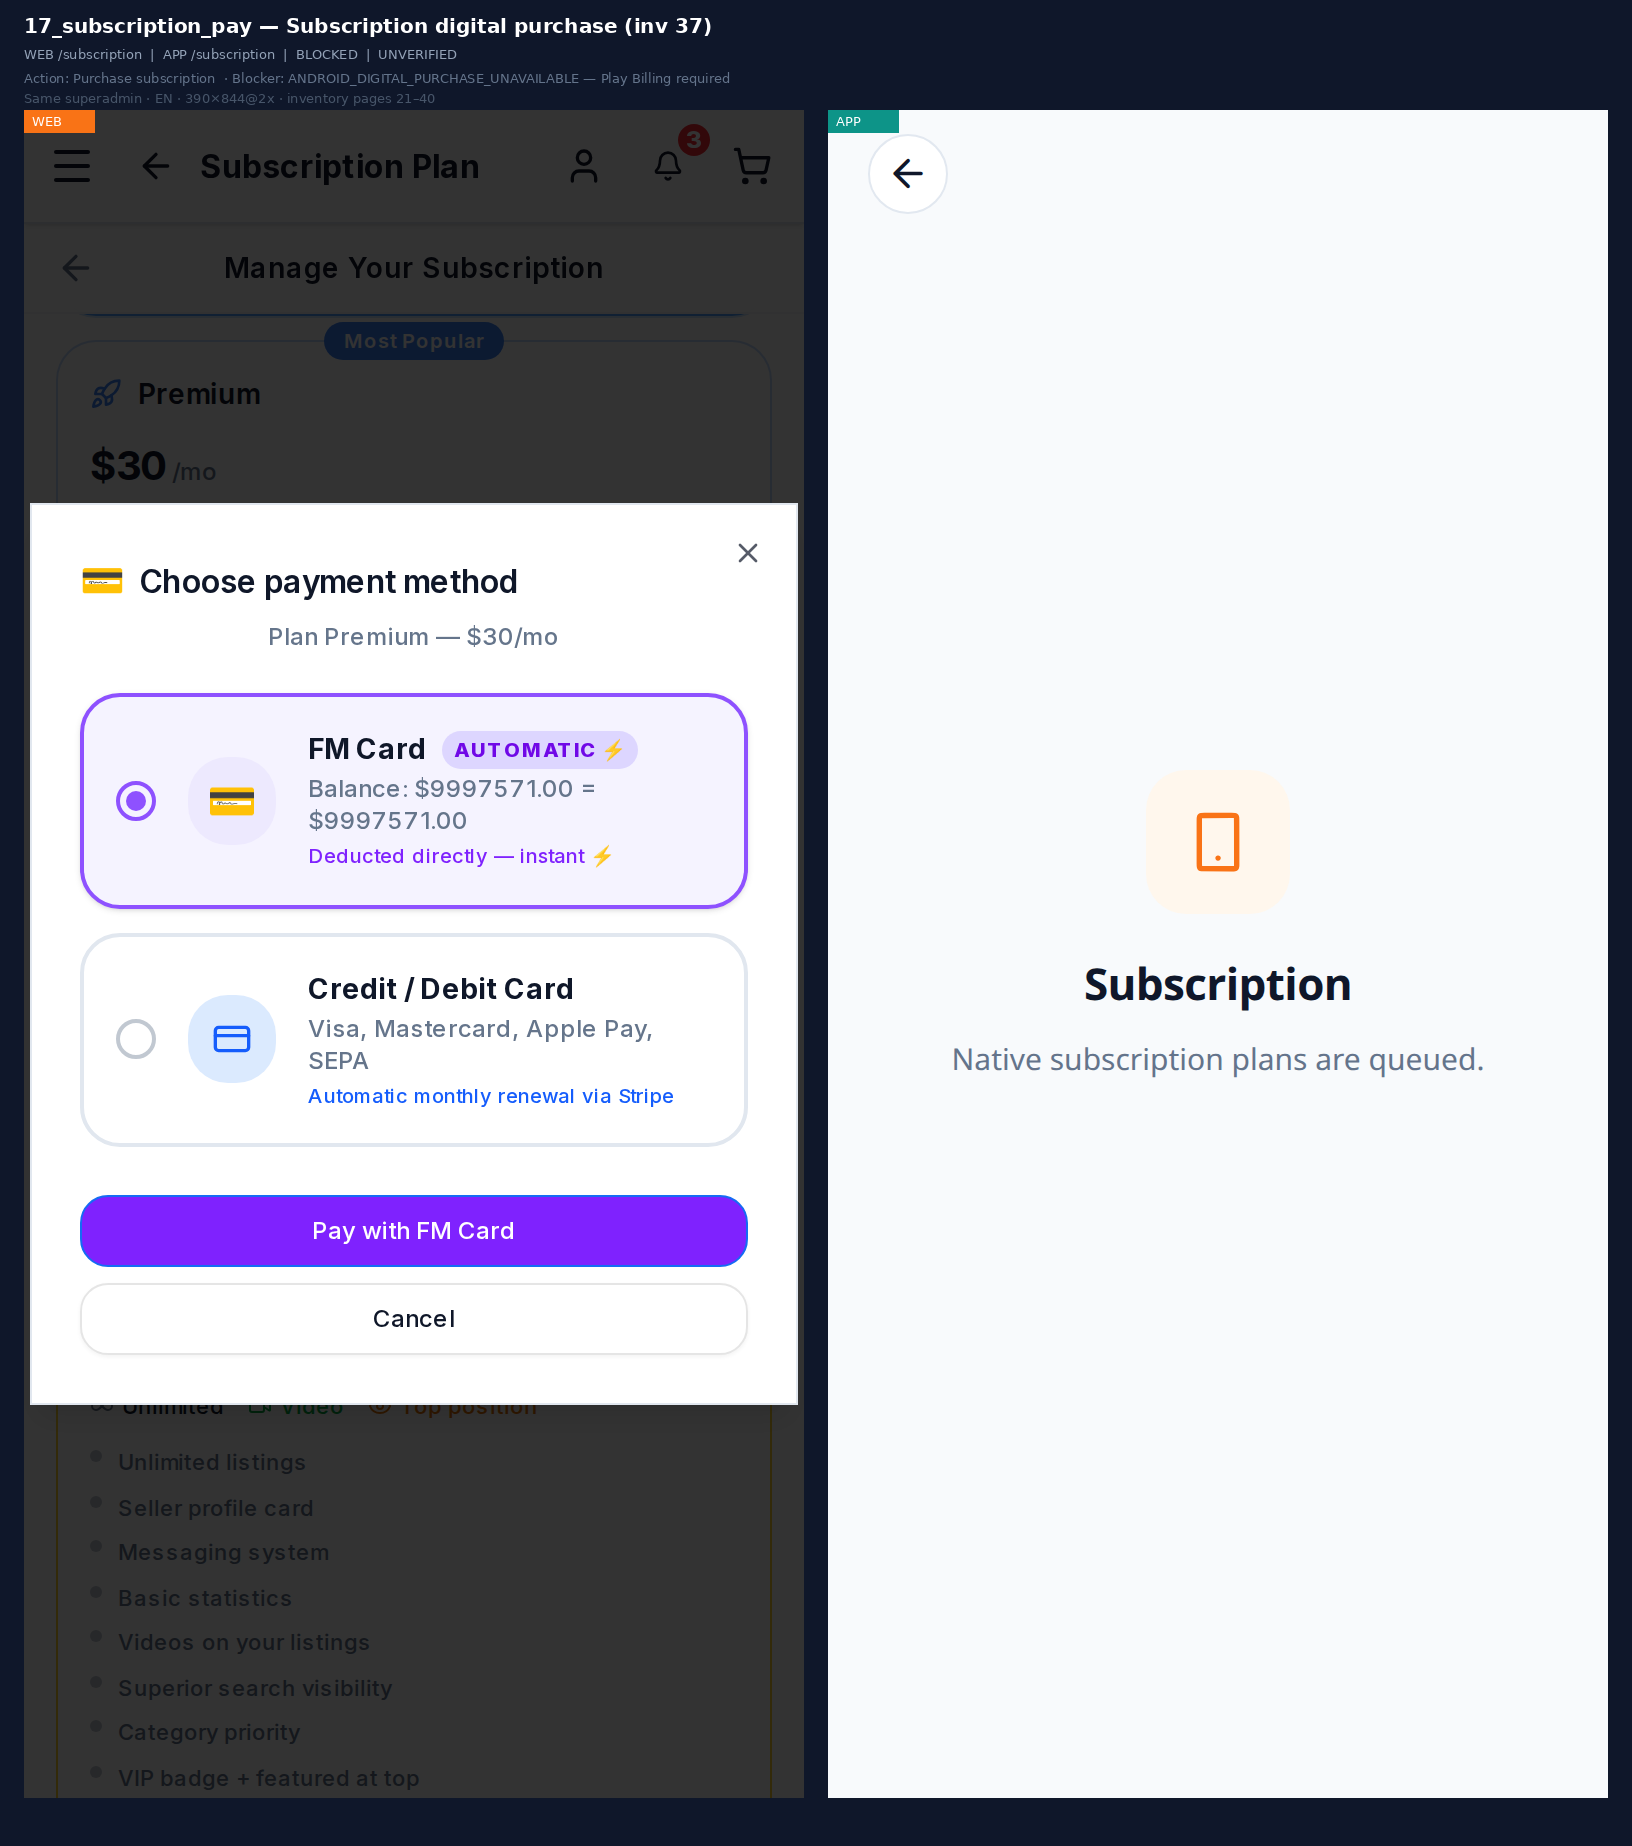 17_subscription_pay — Subscription digital purchase (inv 37)
WEB /subscription | APP /subscription | BLOCKED | UNVERIFIED
Action: Purchase subscription · Blocker: ANDROID_DIGITAL_PURCHASE_UNAVAILABLE — Play Billing required
Same superadmin · EN · 390×844@2x · inventory pages 21–40
WEB
Subscription Plan
3
Manage Your Subscription
Most Popular
Premium
$30 /mo
Choose payment method
Plan Premium — $30/mo
FM Card AUTOMATIC ⚡
Balance: $9997571.00 =
$9997571.00
Deducted directly — instant ⚡
Credit / Debit Card
Visa, Mastercard, Apple Pay,
SEPA
Automatic monthly renewal via Stripe
Pay with FM Card
Cancel
Unlimited Video Top position
Unlimited listings
Seller profile card
Messaging system
Basic statistics
Videos on your listings
Superior search visibility
Category priority
VIP badge + featured at top
APP
Subscription
Native subscription plans are queued.